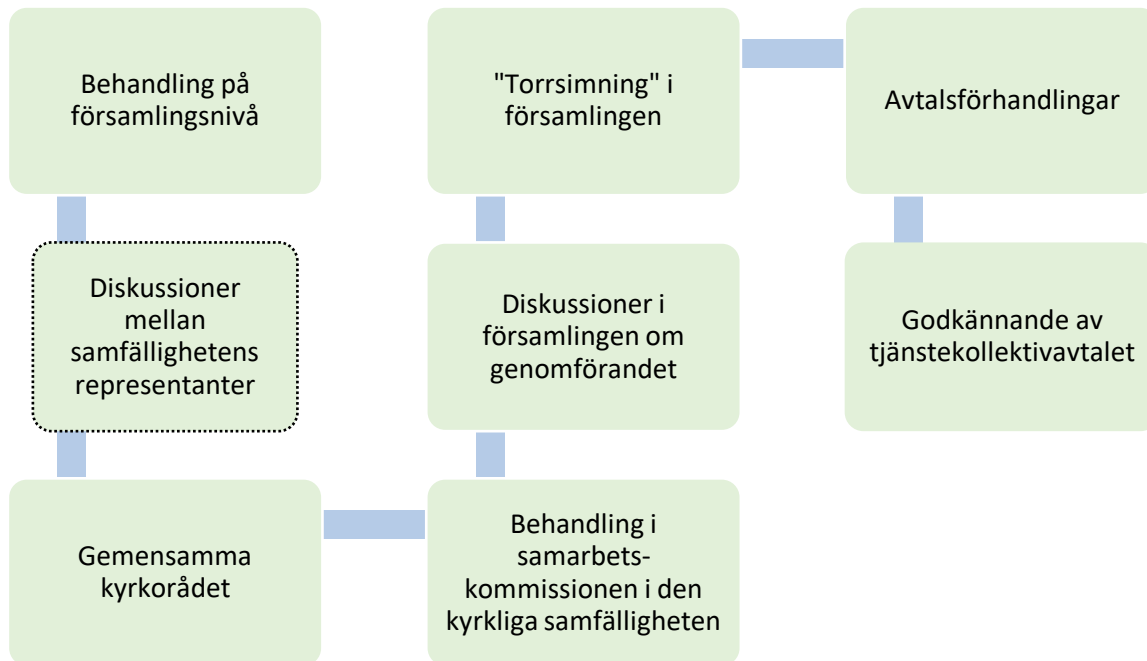 Behandling på
församlingsnivå
Diskussioner
mellan
samfällighetens
representanter
Gemensamma
kyrkorådet
Behandling i
samarbets-
kommissionen i den
kyrkliga samfälligheten
Diskussioner i
församlingen om
genomförandet
"Torrsimning" i
församlingen
Avtalsförhandlingar
Godkännande av
tjänstekollektivavtalet